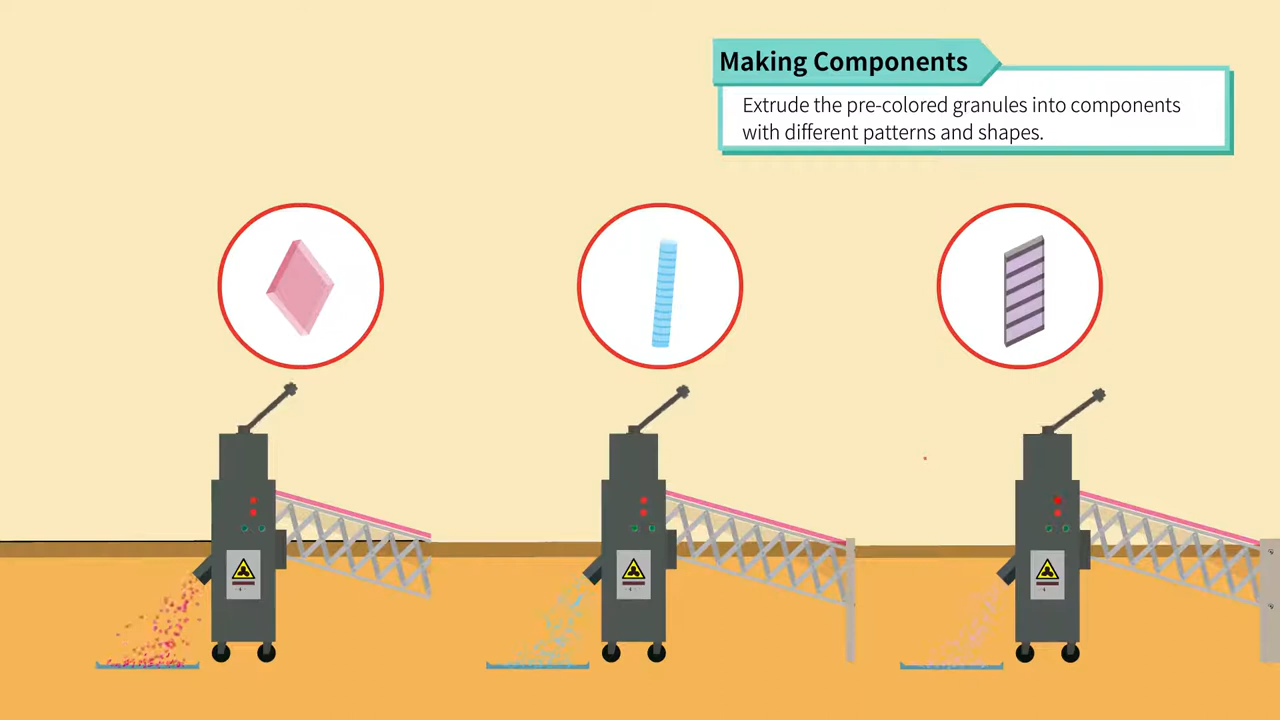 Making Components
Extrude the pre-colored granules into components
with different patterns and shapes.